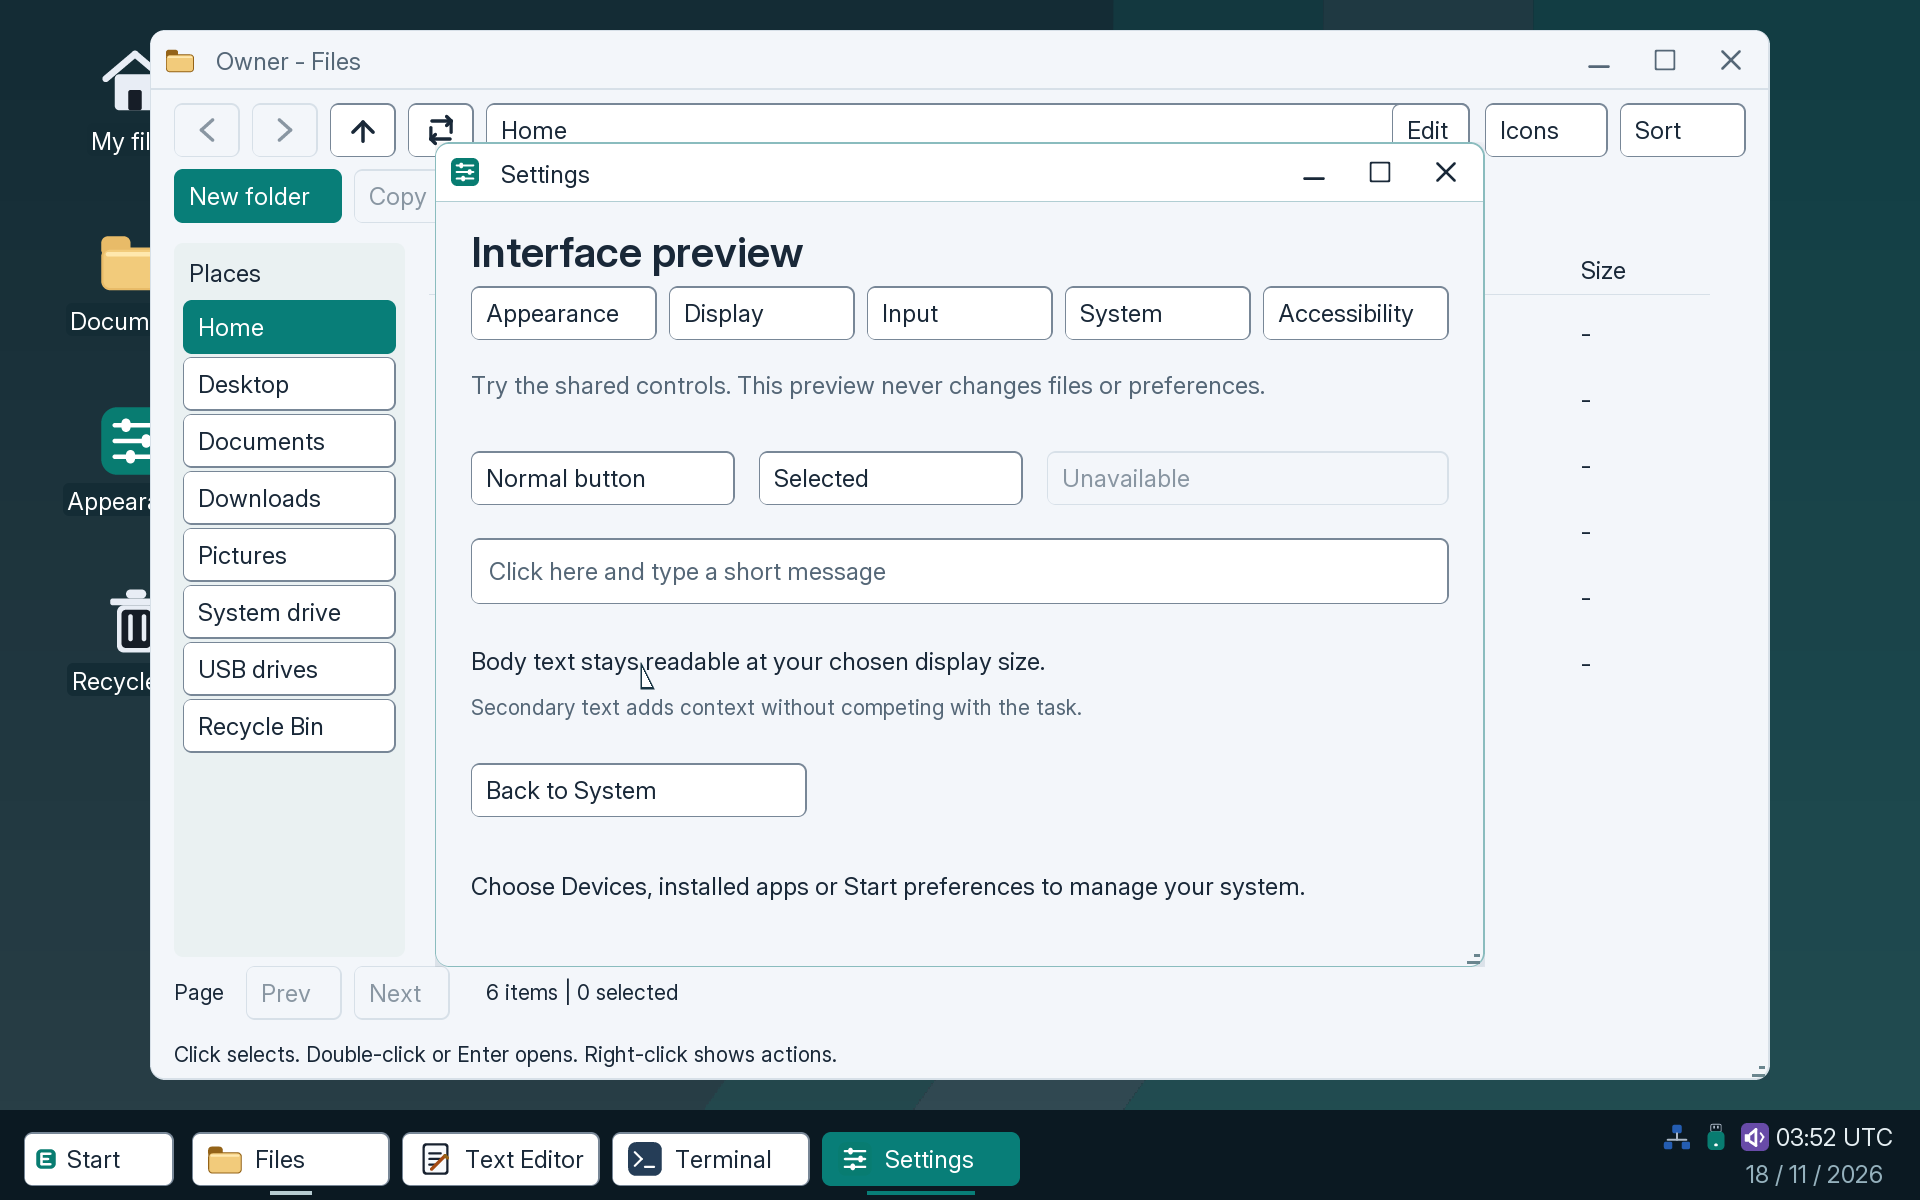 Owner - Files
My fil
Home
Edit
Icons
Sort
Settings
New folder
Copy
Interface preview
Docum
Places
Size
Home
Appearance
Display
Input
System
Accessibility
Desktop
Try the shared controls. This preview never changes files or preferences.
-
-
Documents
Appeara
Downloads
Normal button
Selected
Unavailable
-
Pictures
Click here and type a short message
-
System drive
-
Recycle
USB drives
Body text stays readable at your chosen display size.
-
Recycle Bin
Secondary text adds context without competing with the task.
Back to System
Choose Devices, installed apps or Start preferences to manage your system.
Page
Prev
Next
6 items | 0 selected
Click selects. Double-click or Enter opens. Right-click shows actions.
Start
Files
Text Editor
Terminal
Settings
03:52 UTC
18 / 11 / 2026